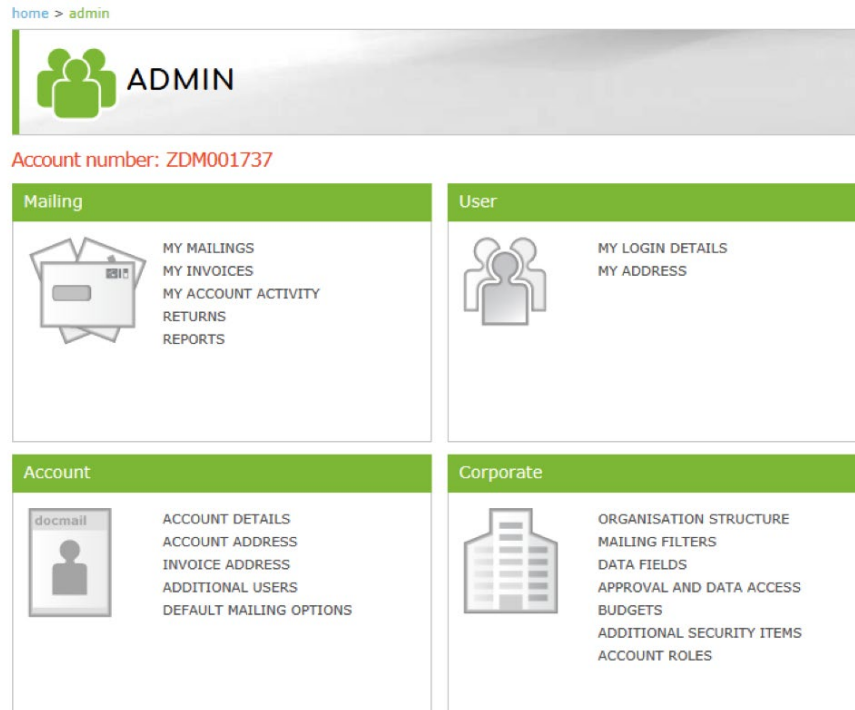 home > admin
ADMIN
Account number: ZDM001737
Mailing
MY MAILINGS
MY INVOICES
MY ACCOUNT ACTIVITY
RETURNS
REPORTS
User
MY LOGIN DETAILS
MY ADDRESS
Account
docmail
ACCOUNT DETAILS
ACCOUNT ADDRESS
INVOICE ADDRESS
ADDITIONAL USERS
DEFAULT MAILING OPTIONS
Corporate
ORGANISATION STRUCTURE
MAILING FILTERS
DATA FIELDS
APPROVAL AND DATA ACCESS
BUDGETS
ADDITIONAL SECURITY ITEMS
ACCOUNT ROLES